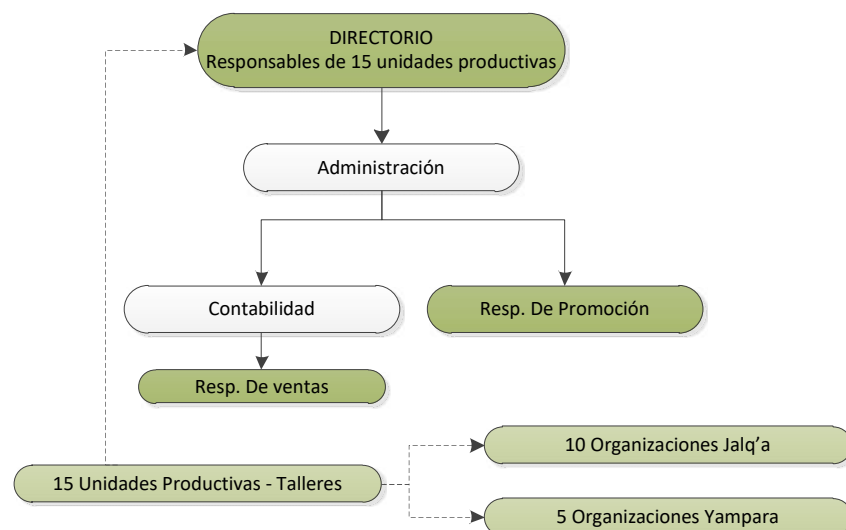 DIRECTORIO
Responsables de 15 unidades productivas
Administración
Contabilidad
Resp. De Promoción
Resp. De ventas
10 Organizaciones Jalq’a
15 Unidades Productivas - Talleres
5 Organizaciones Yampara